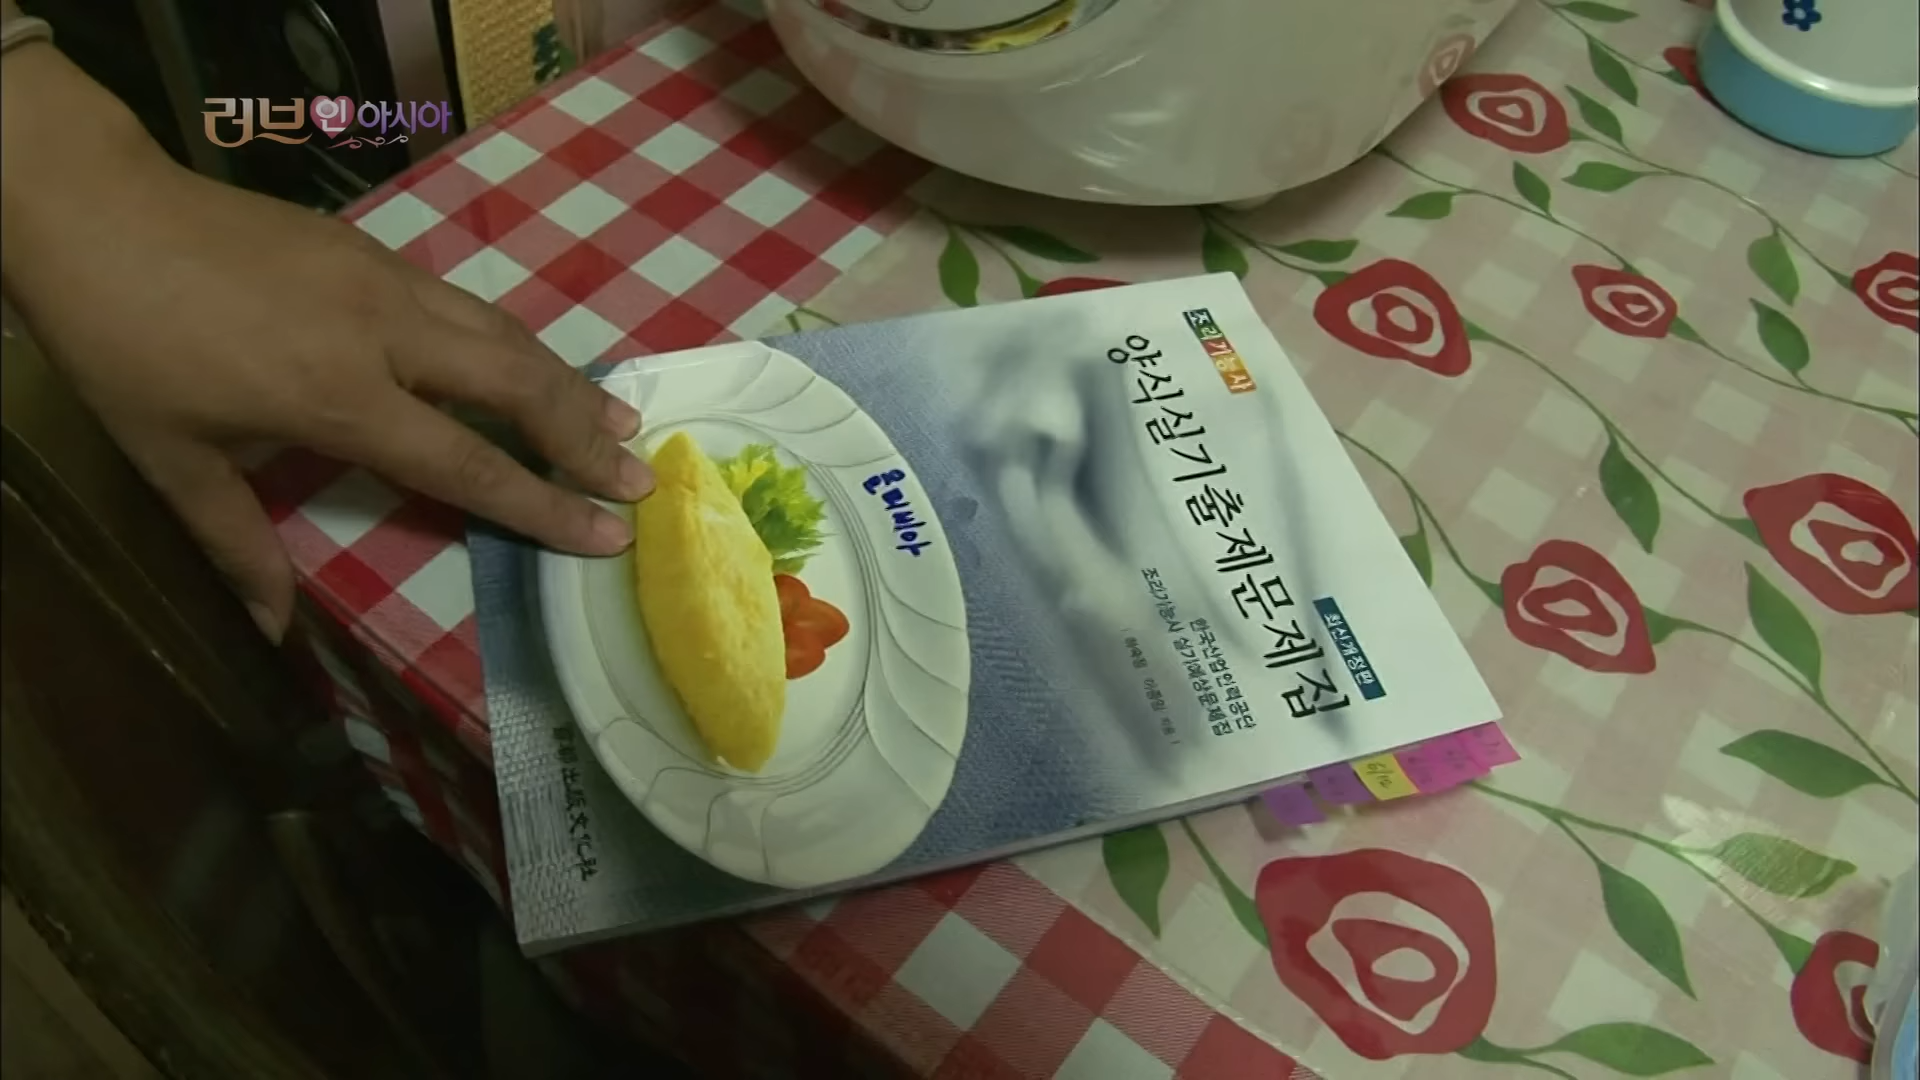 러브 인 아시아
조리기능사
양식실기출제문제집
최신개정판
한국산업인력공단
조리기능사 실기예상문제집
올리비아
6/12